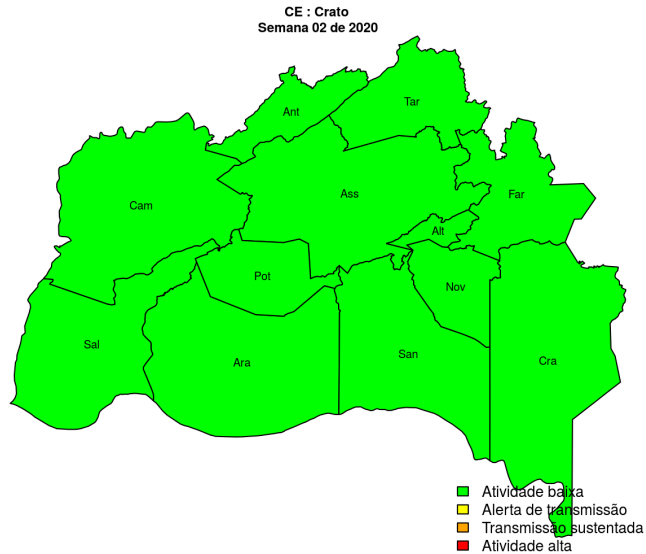 CE : Crato
Semana 02 de 2020
Tar
Ant
Ass
Far
Cam
Alt
Pot
Nov
Sal
San
Ara
Cra
Atividade baixa
Alerta de transmissão
Transmissão sustentada
Atividade alta